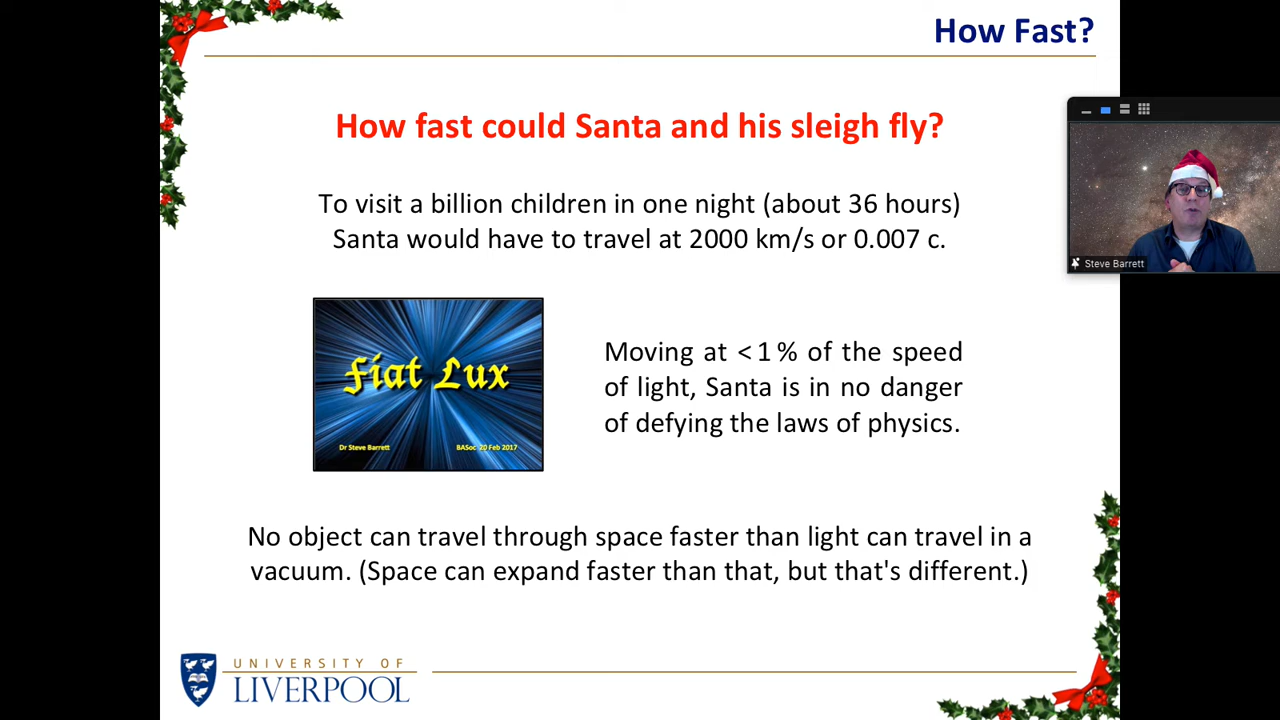 How Fast?
How fast could Santa and his sleigh fly?
To visit a billion children in one night (about 36 hours)
Santa would have to travel at 2000 km/s or 0.007 c.
Fiat Lux
Dr Steve Barrett
BASoc 20 Feb 2017
Moving at < 1 % of the speed
of light, Santa is in no danger
of defying the laws of physics.
No object can travel through space faster than light can travel in a
vacuum. (Space can expand faster than that, but that's different.)
UNIVERSITY OF
LIVERPOOL
Steve Barrett